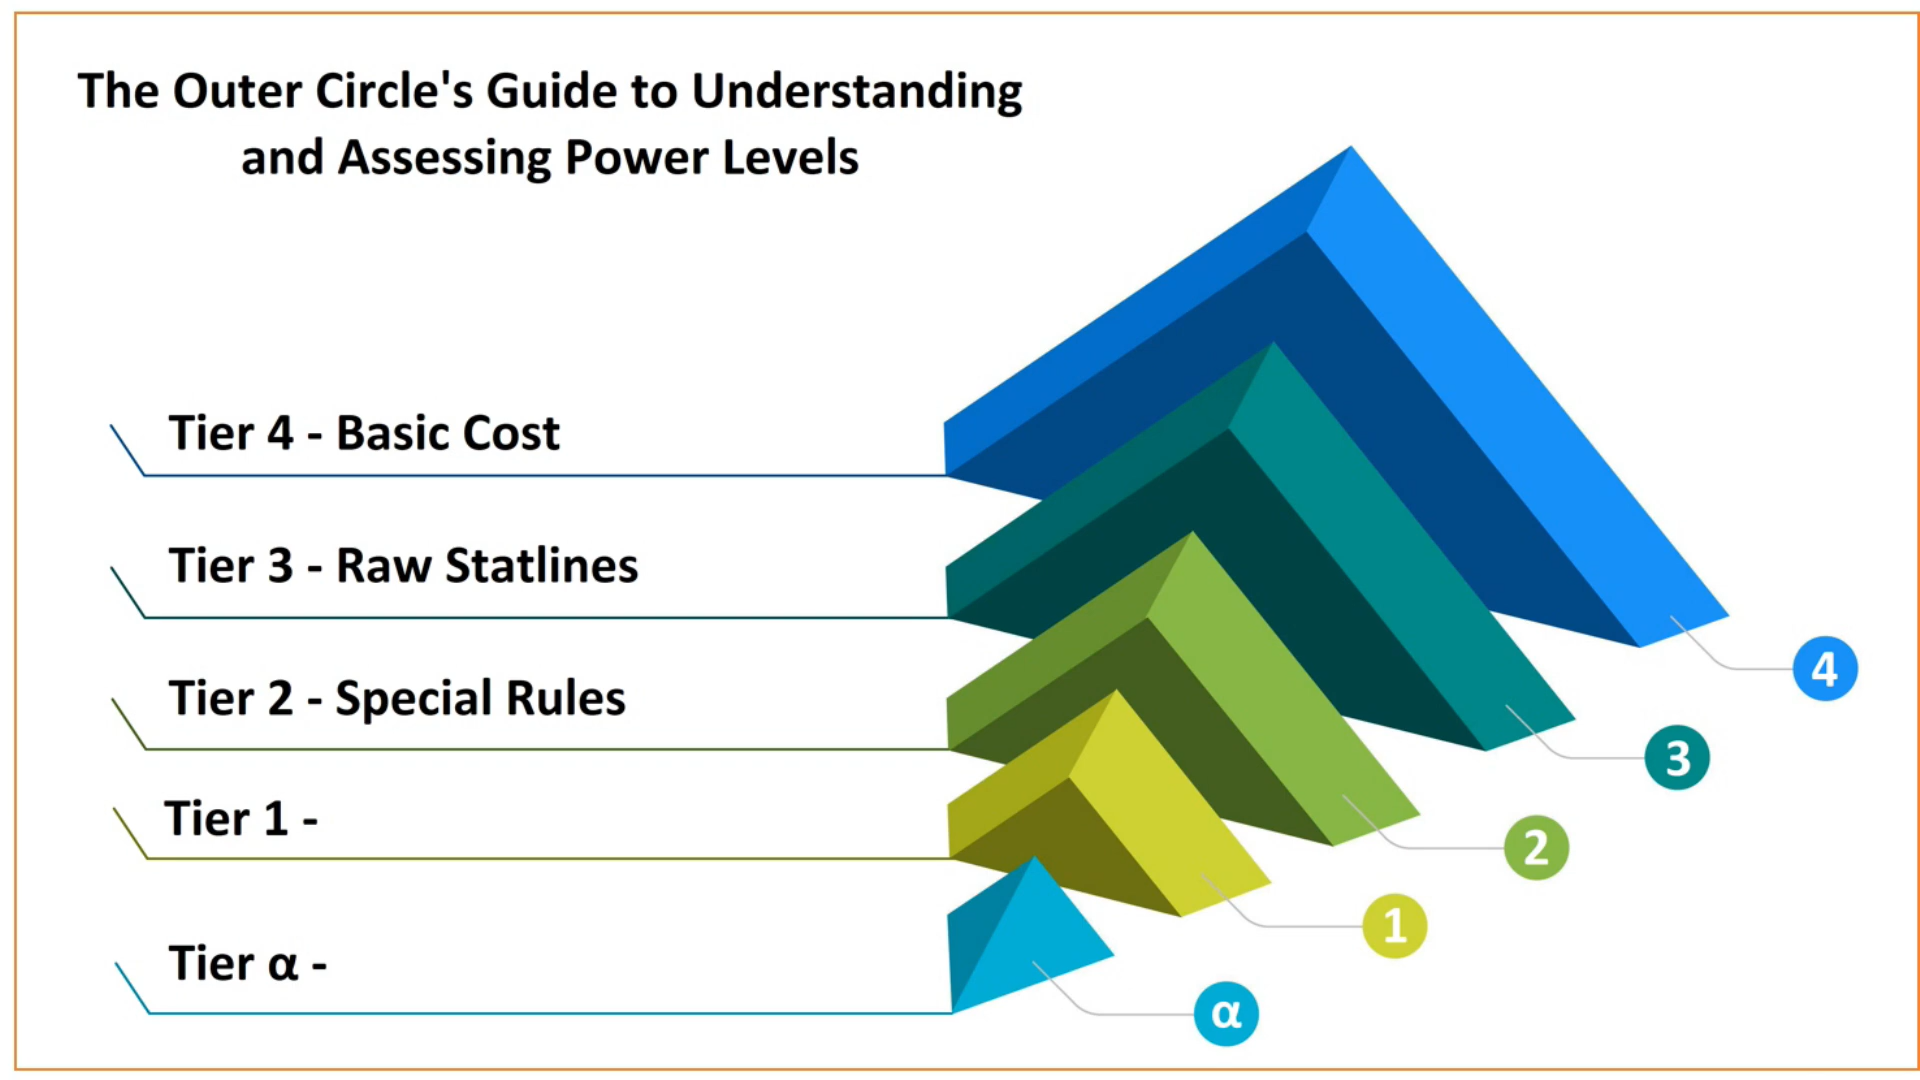 The Outer Circle's Guide to Understanding
and Assessing Power Levels
Tier 4 - Basic Cost
Tier 3 - Raw Statlines
Tier 2 - Special Rules
Tier 1 -
Tier α -
4
3
2
1
α